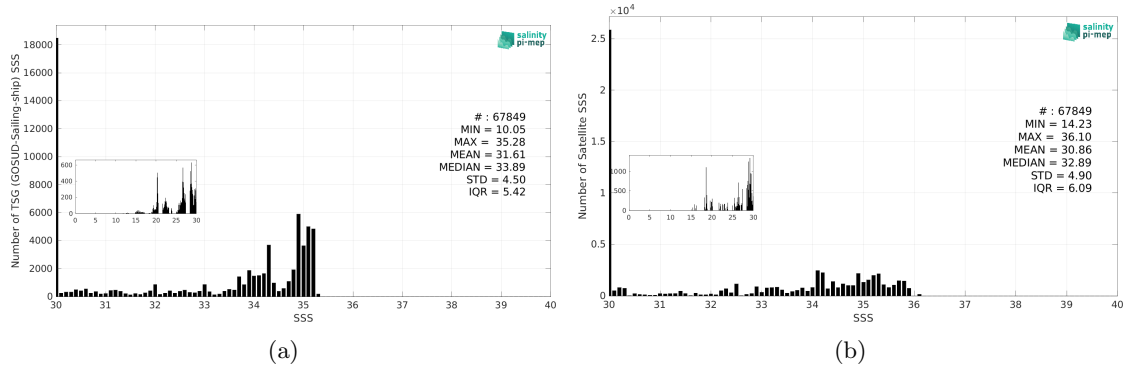 salinity
pi-mep
18000
16000
14000
12000
10000
8000
6000
4000
2000
0
Number of TSG (GOSUD-Sailing-ship) SSS
# : 67849
MIN = 10.05
MAX = 35.28
MEAN = 31.61
MEDIAN = 33.89
STD = 4.50
IQR = 5.42
600
400
200
0
0 5 10 15 20 25 30
30 31 32 33 34 35 36 37 38 39 40
SSS
(a)
×10⁴
salinity
pi-mep
2.5
2
1.5
1
0.5
0
Number of Satellite SSS
# : 67849
MIN = 14.23
MAX = 36.10
MEAN = 30.86
MEDIAN = 32.89
STD = 4.90
IQR = 6.09
1000
500
0
0 5 10 15 20 25 30
30 31 32 33 34 35 36 37 38 39 40
SSS
(b)